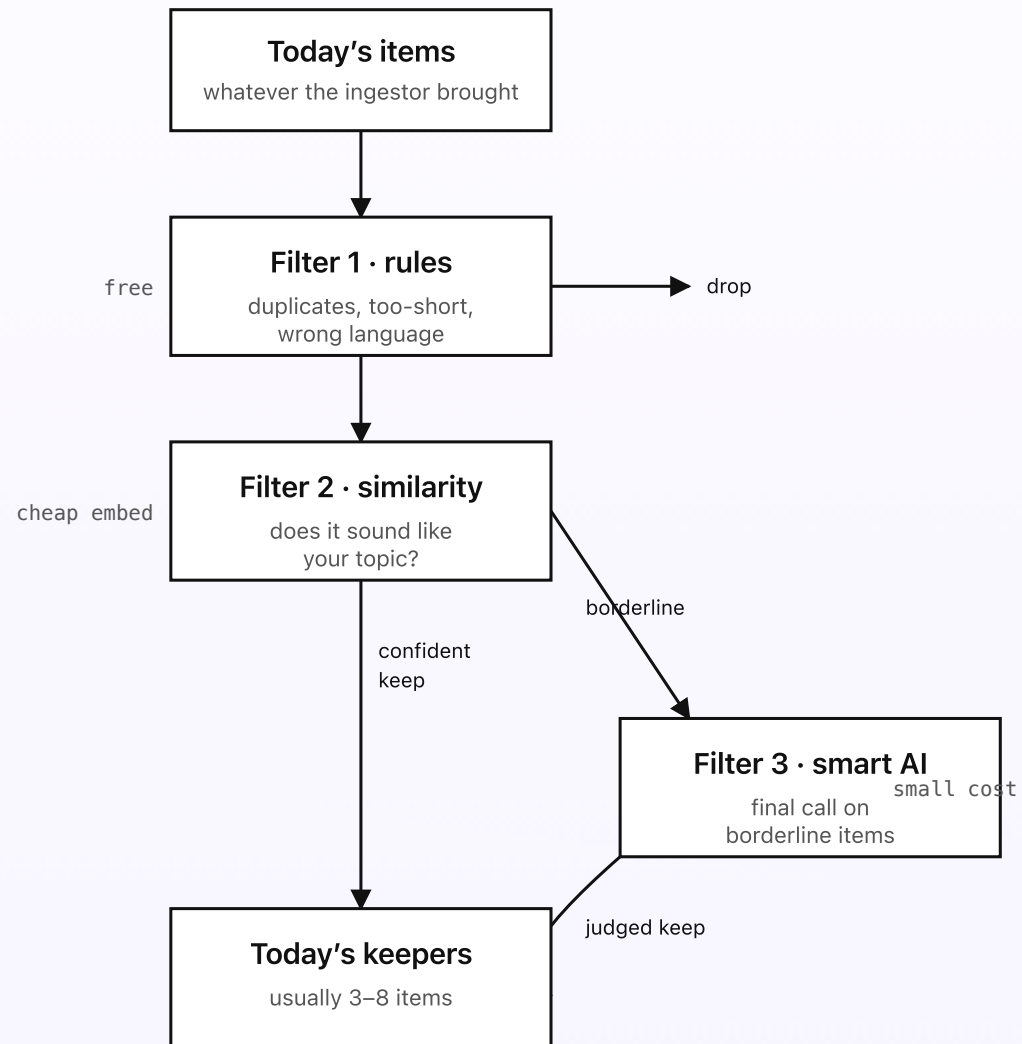 Today’s items
whatever the ingestor brought
Filter 1 · rules
free
drop
duplicates, too-short,
wrong language
Filter 2 · similarity
cheap embed
does it sound like
your topic?
borderline
confident
keep
Filter 3 · smart AI
small cost
final call on
borderline items
judged keep
Today’s keepers
usually 3–8 items